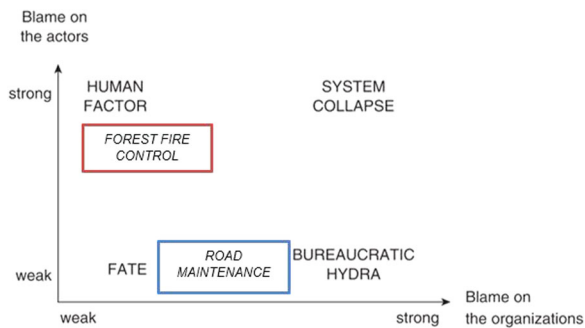 Blame on
the actors
strong
HUMAN
FACTOR
SYSTEM
COLLAPSE
FOREST FIRE
CONTROL
weak
FATE
ROAD
MAINTENANCE
BUREAUCRATIC
HYDRA
weak
strong
Blame on
the organizations